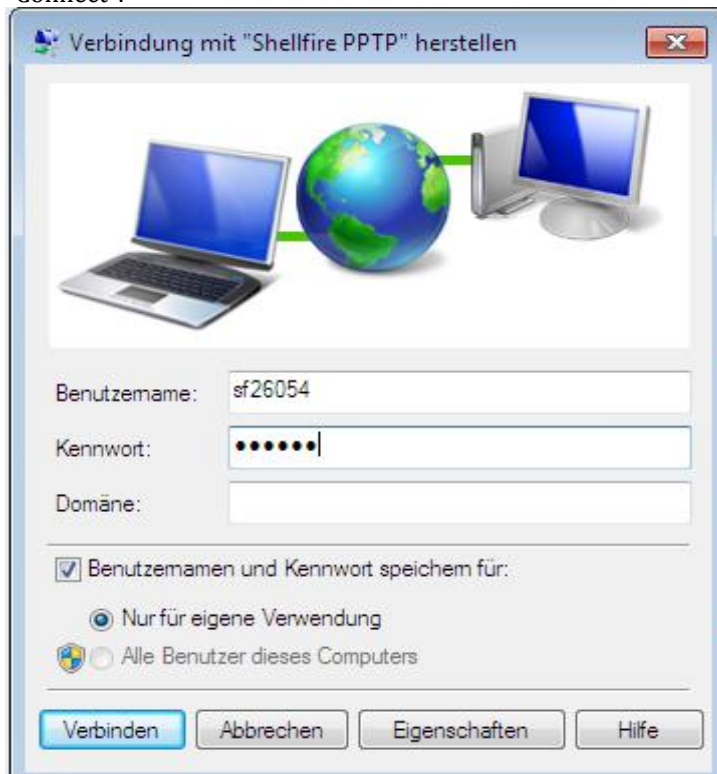 Verbindung mit "Shellfire PPTP" herstellen
Benutzername: sf26054
Kennwort: ••••••
Domäne:
Benutzernamen und Kennwort speichern für:
Nur für eigene Verwendung
Alle Benutzer dieses Computers
Verbinden Abbrechen Eigenschaften Hilfe